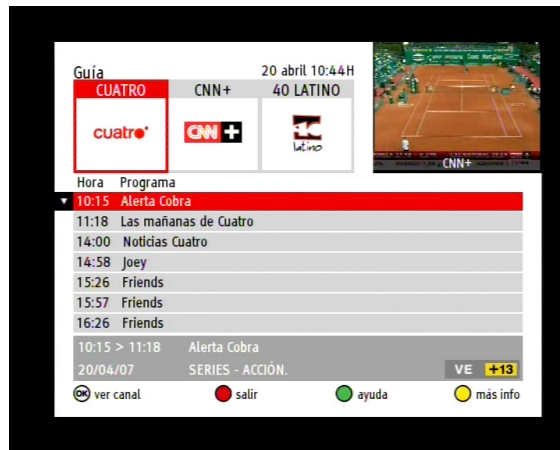 Guía
20 abril 10:44H
CUATRO CNN+ 40 LATINO
cuatro
CNN+
40
latino
CNN+
Hora Programa
10:15 Alerta Cobra
11:18 Las mañanas de Cuatro
14:00 Noticias Cuatro
14:58 Joey
15:26 Friends
15:57 Friends
16:26 Friends
10:15 > 11:18 Alerta Cobra
20/04/07 SERIES - ACCIÓN. VE +13
OK ver canal salir ayuda más info